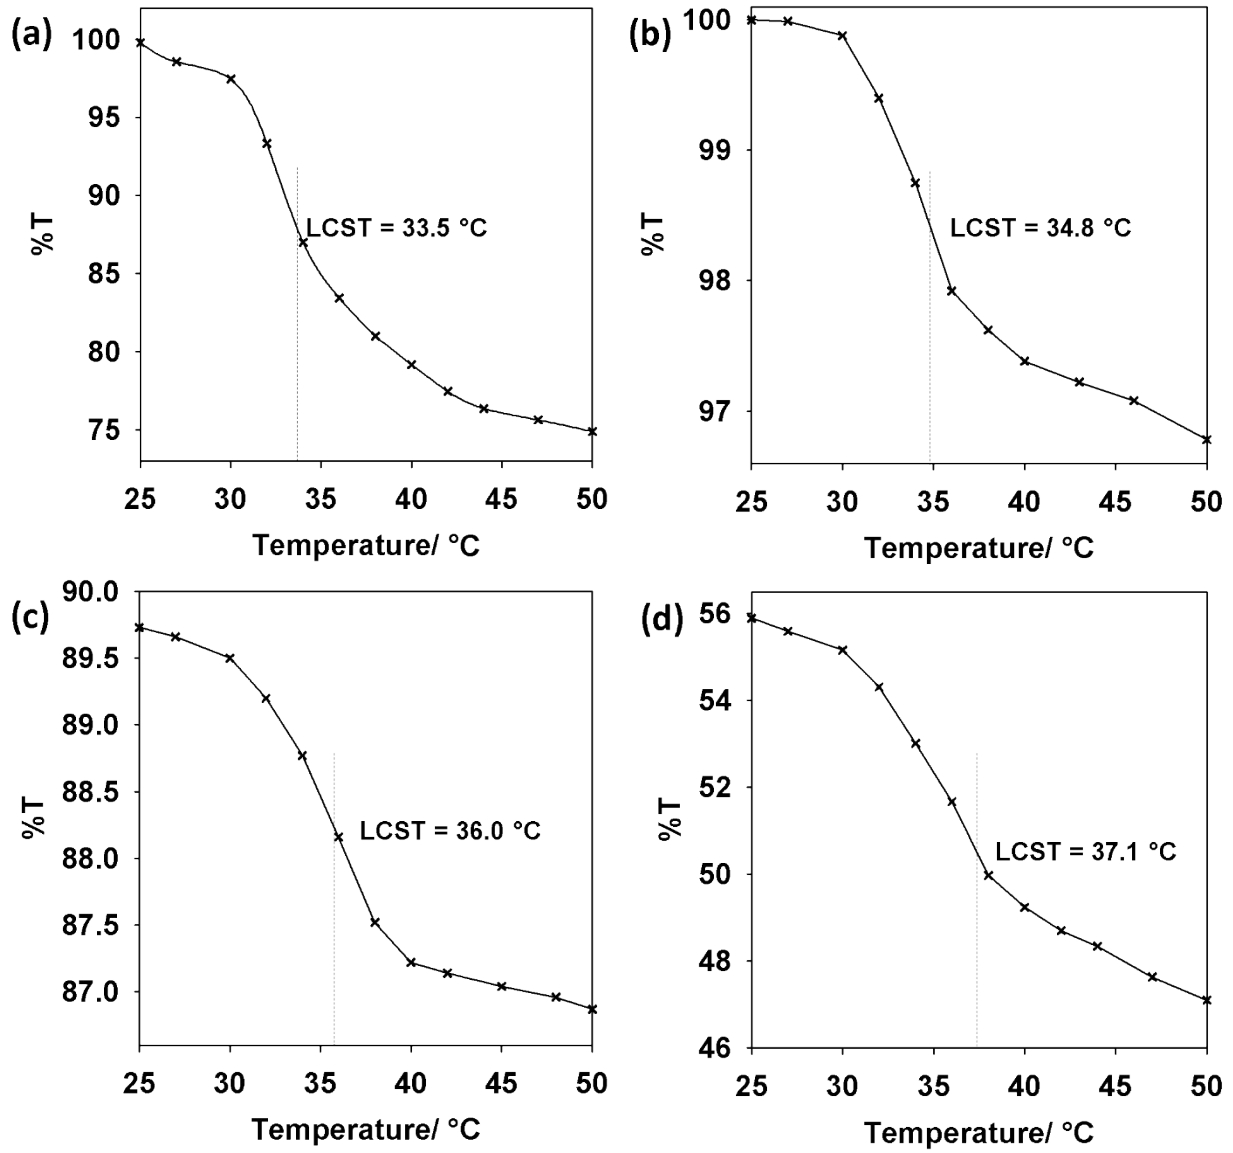 (a)
100
95
90
85
80
75
%T
LCST = 33.5 °C
25 30 35 40 45 50
Temperature/ °C
(b)
100
99
98
97
%T
LCST = 34.8 °C
25 30 35 40 45 50
Temperature/ °C
(c)
90.0
89.5
89.0
88.5
88.0
87.5
87.0
%T
LCST = 36.0 °C
25 30 35 40 45 50
Temperature/ °C
(d)
56
54
52
50
48
46
%T
LCST = 37.1 °C
25 30 35 40 45 50
Temperature/ °C